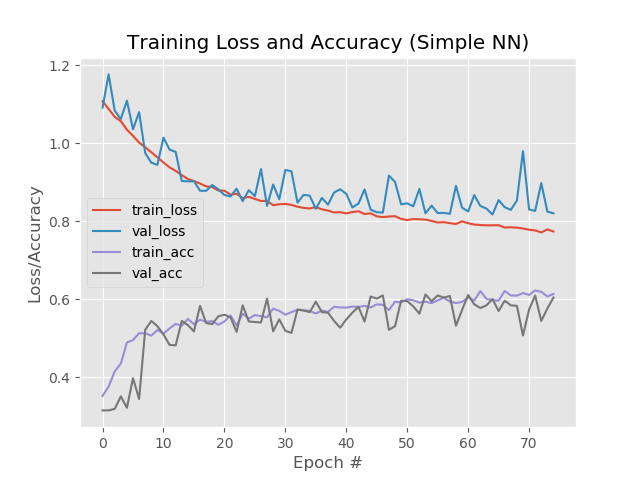 Training Loss and Accuracy (Simple NN)
1.2
1.0
0.8
0.6
0.4
Loss/Accuracy
train_loss
val_loss
train_acc
val_acc
0 10 20 30 40 50 60 70
Epoch #